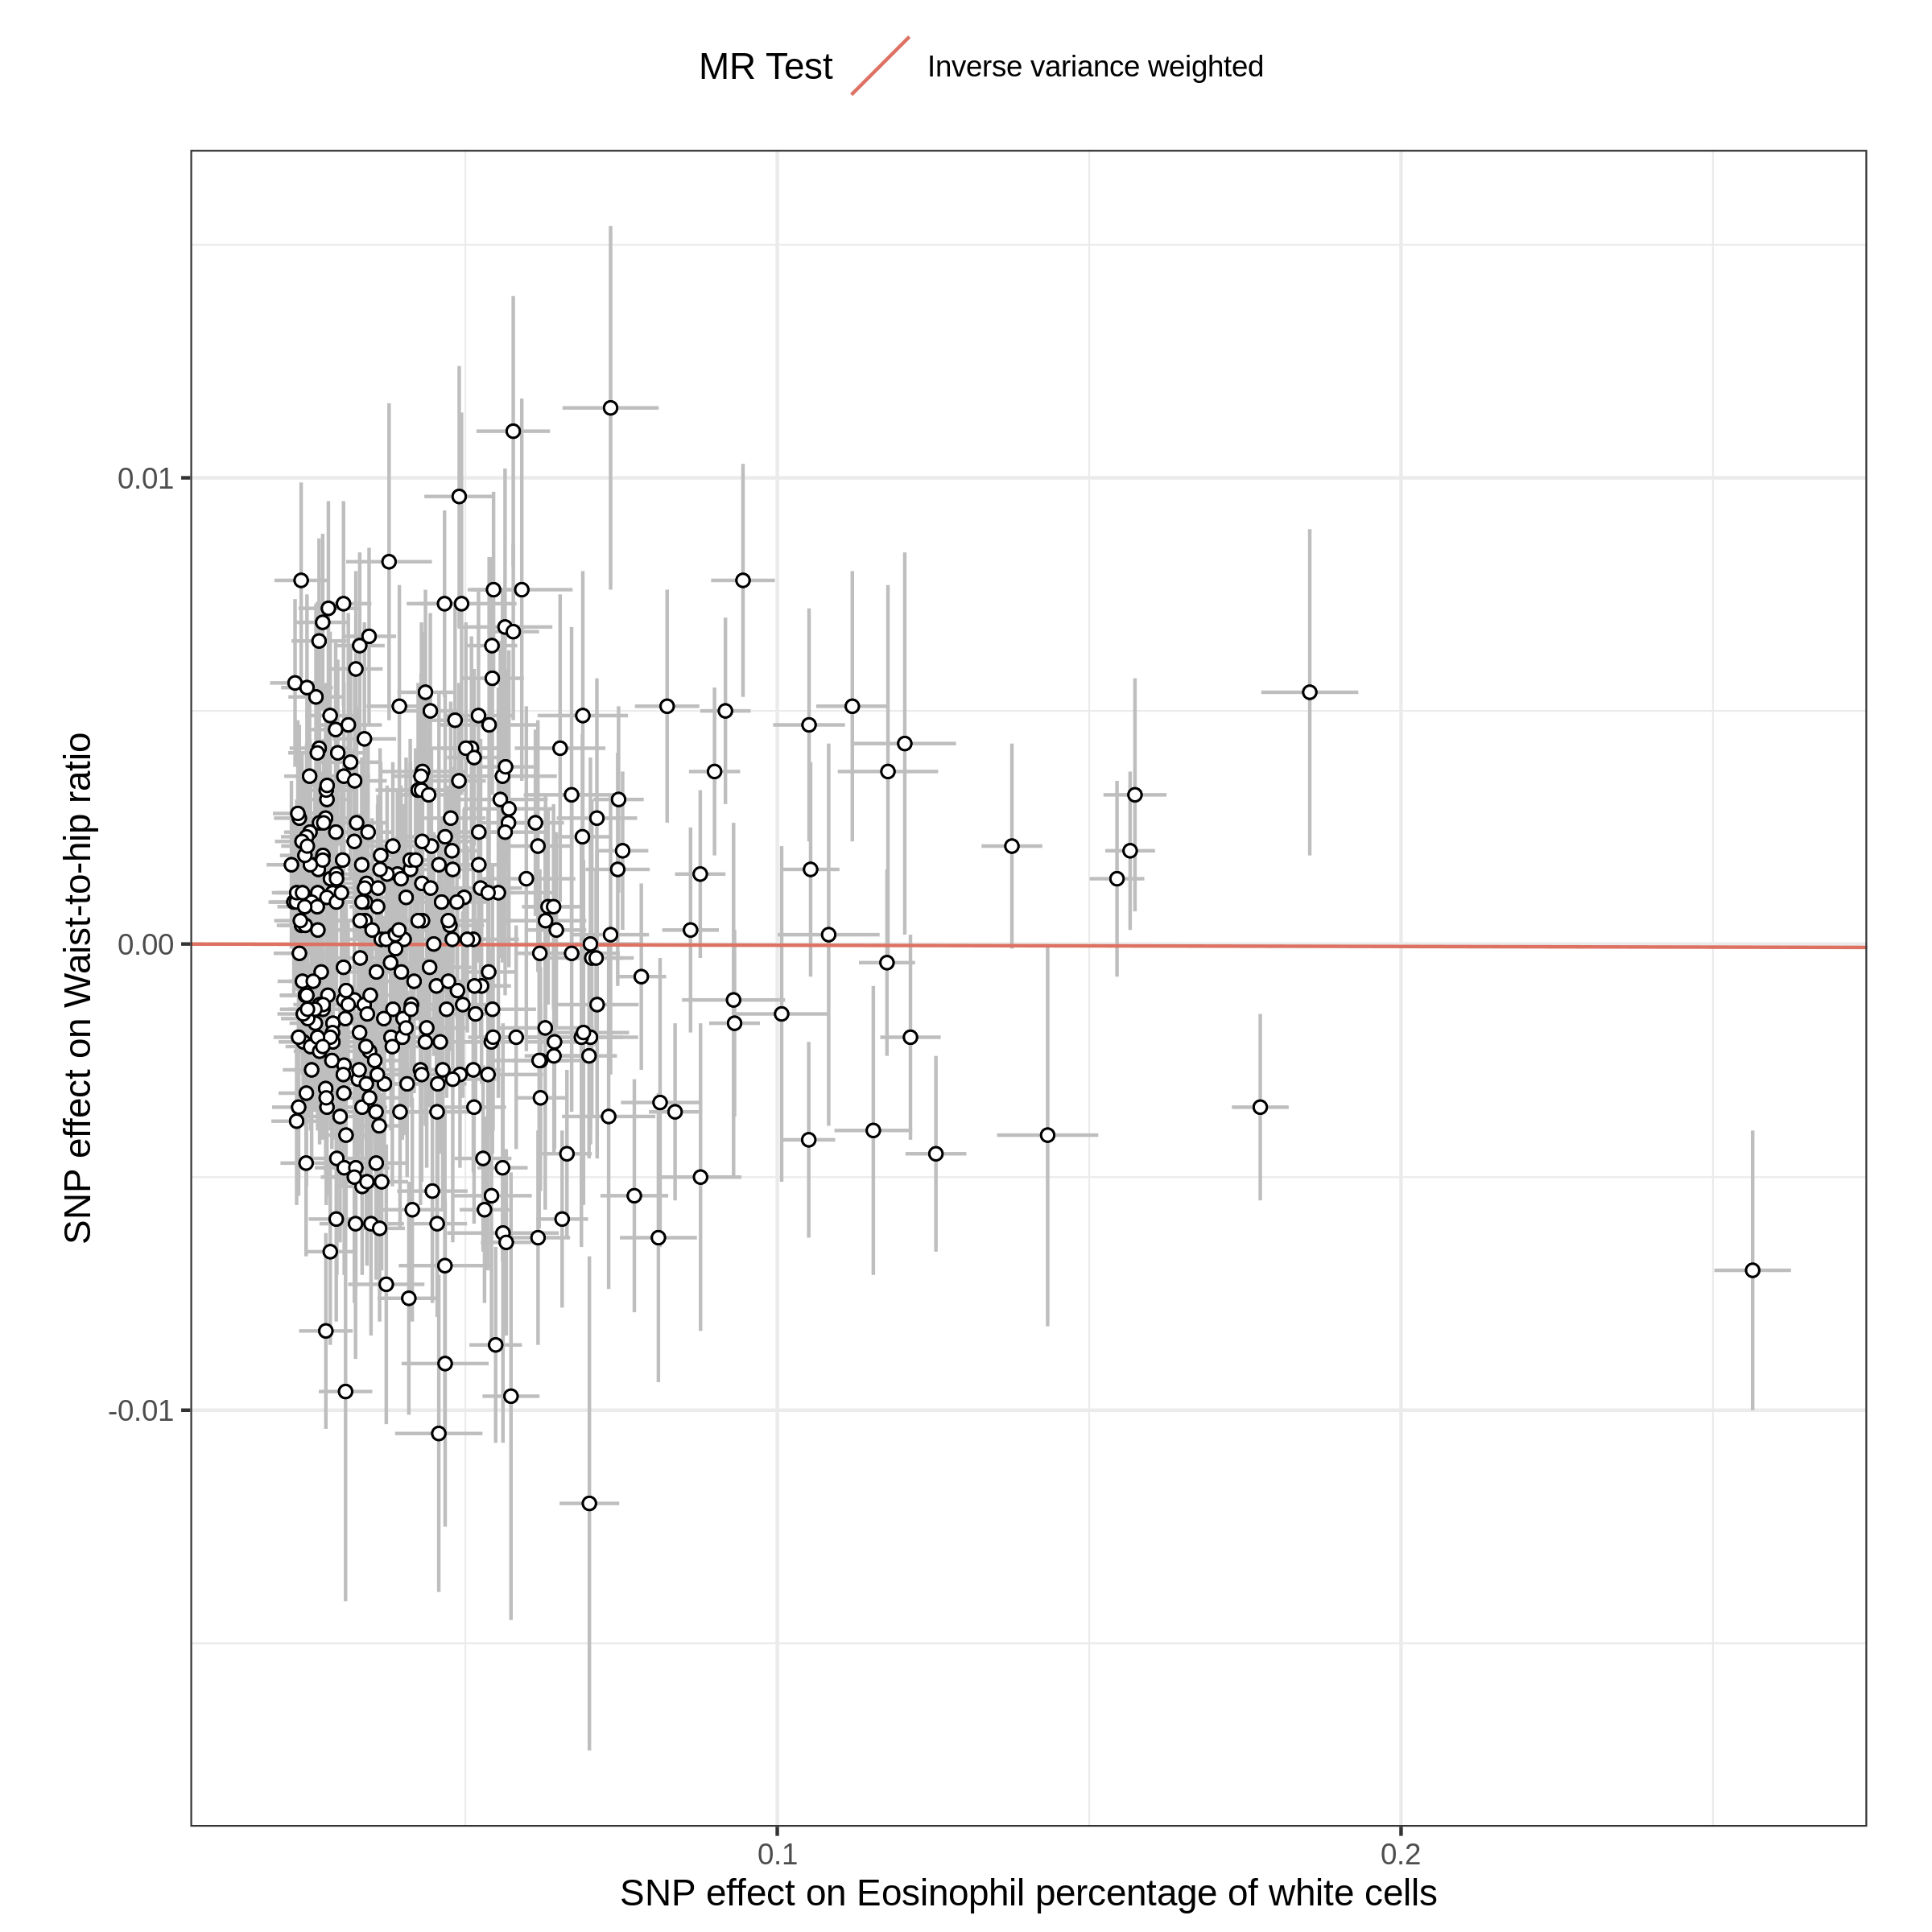 MR Test
Inverse variance weighted
SNP effect on Waist-to-hip ratio
0.01
0.00
-0.01
0.1
0.2
SNP effect on Eosinophil percentage of white cells